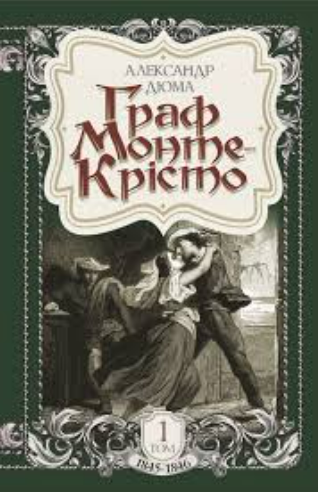 АЛЕКСАНДР
ДЮМА
Граф
Монте-
Крісто
1
ТОМ
1845-1846